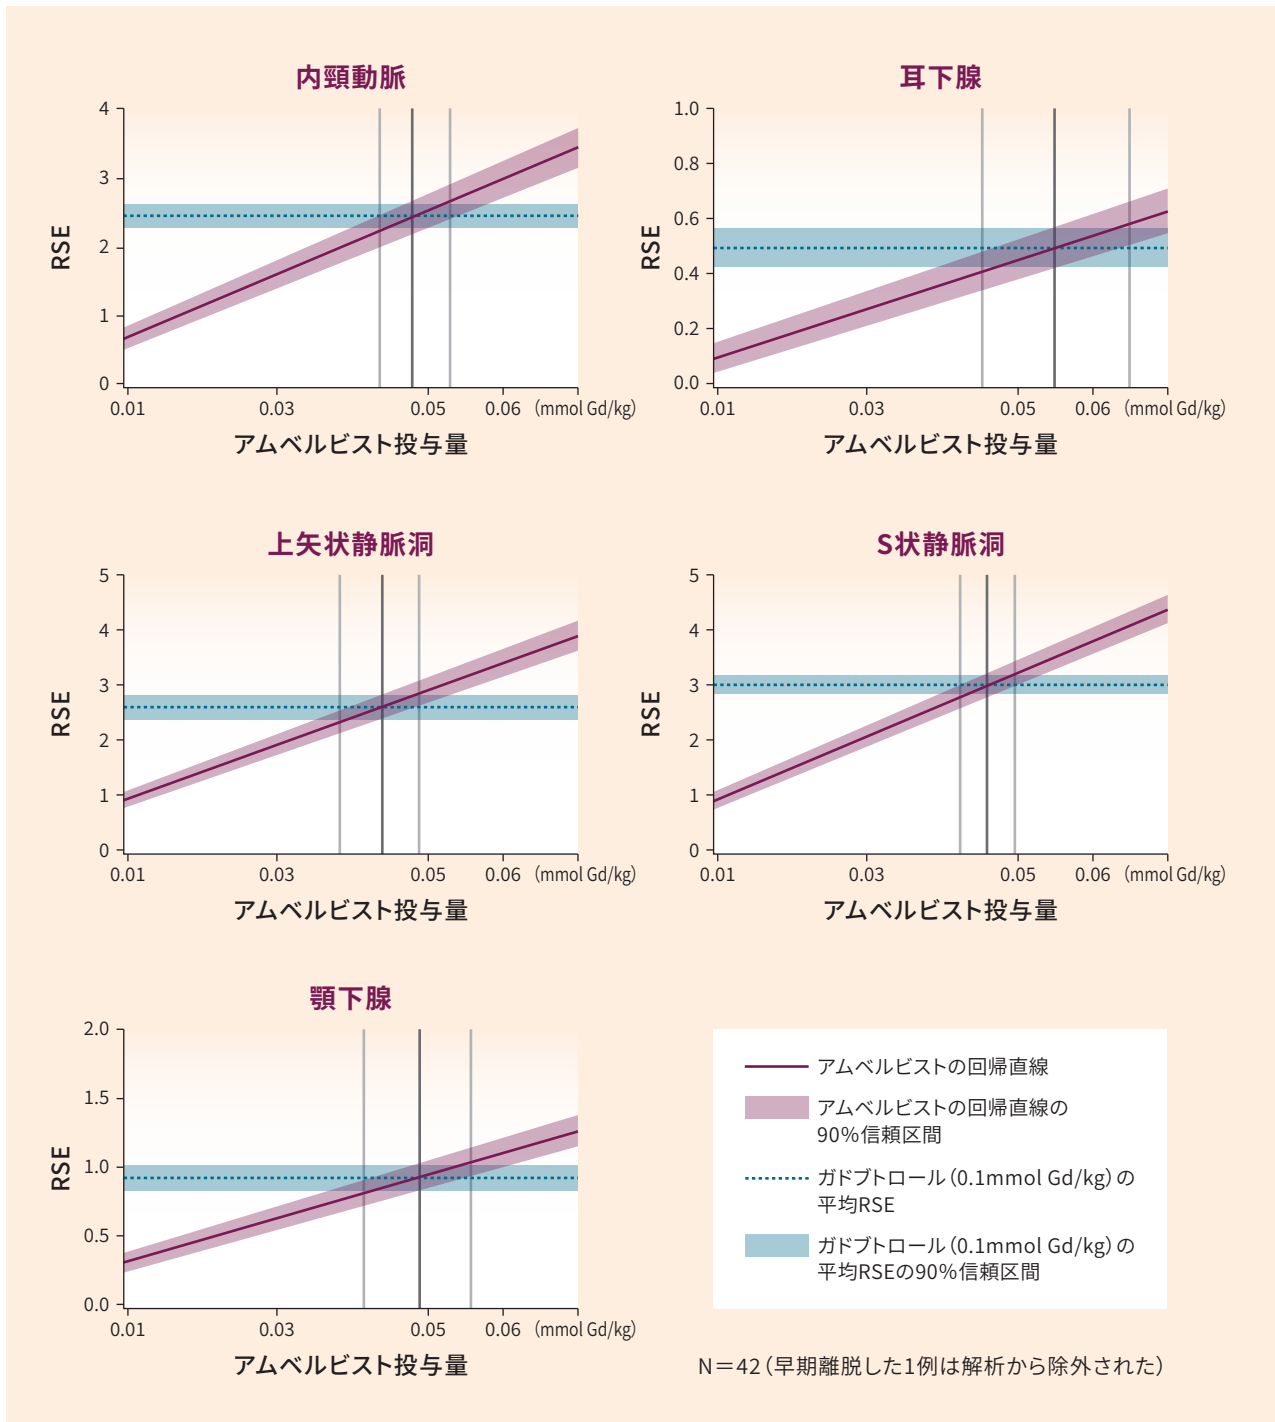 内頸動脈
4
3
2
1
0
RSE
0.01 0.03 0.05 0.06 (mmol Gd/kg)
アムベルビスト投与量
耳下腺
1.0
0.8
0.6
0.4
0.2
0.0
RSE
0.01 0.03 0.05 0.06 (mmol Gd/kg)
アムベルビスト投与量
上矢状静脈洞
5
4
3
2
1
0
RSE
0.01 0.03 0.05 0.06 (mmol Gd/kg)
アムベルビスト投与量
S状静脈洞
5
4
3
2
1
0
RSE
0.01 0.03 0.05 0.06 (mmol Gd/kg)
アムベルビスト投与量
顎下腺
2.0
1.5
1.0
0.5
0.0
RSE
0.01 0.03 0.05 0.06 (mmol Gd/kg)
アムベルビスト投与量
アムベルビストの回帰直線
アムベルビストの回帰直線の
90%信頼区間
ガドブトロール（0.1mmol Gd/kg）の
平均RSE
ガドブトロール（0.1mmol Gd/kg）の
平均RSEの90%信頼区間
N＝42（早期離脱した1例は解析から除外された）